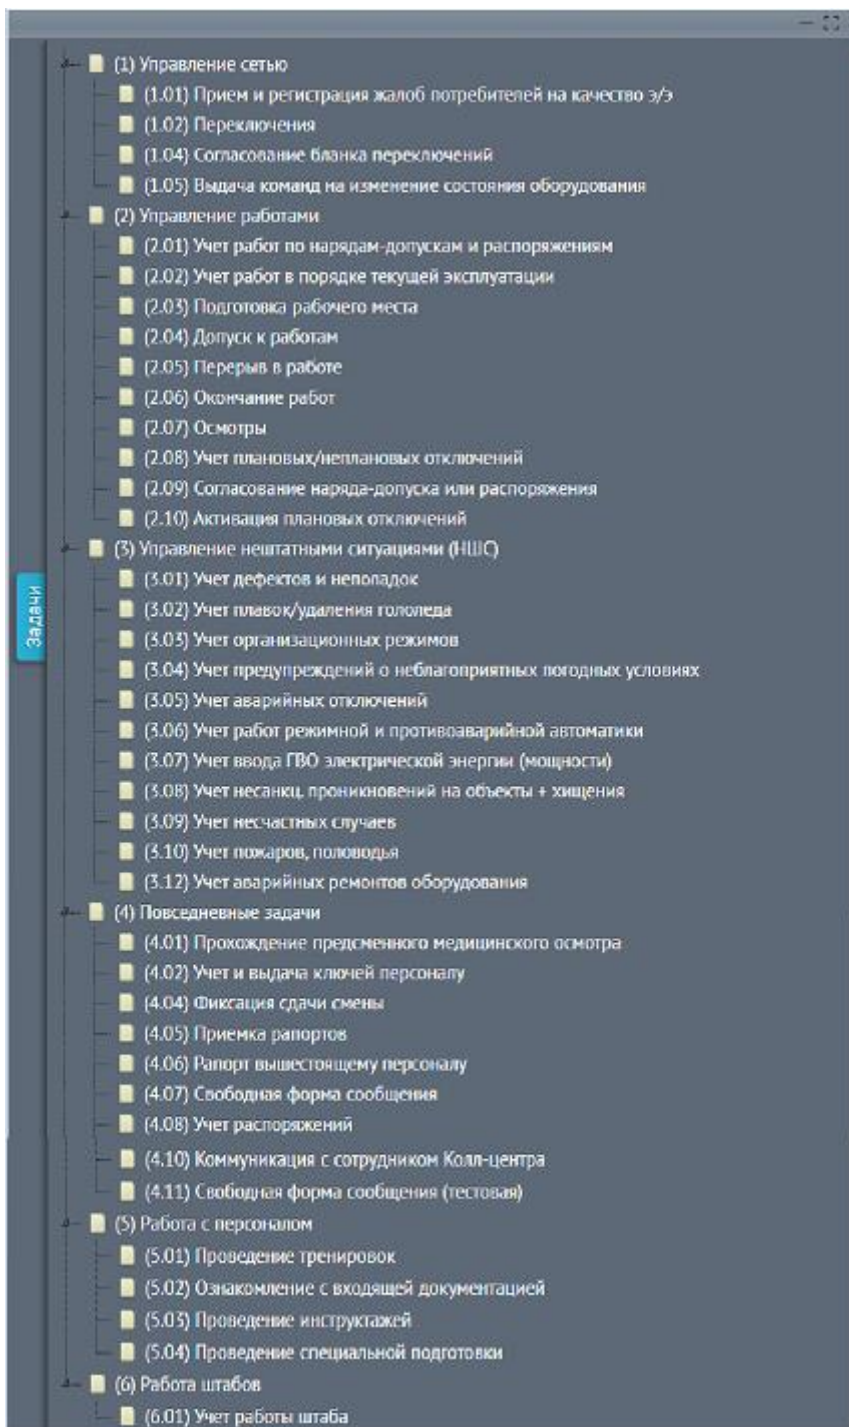 (1) Управление сетью
(1.01) Прием и регистрация жалоб потребителей на качество э/э
(1.02) Переключения
(1.04) Согласование бланка переключений
(1.05) Выдача команд на изменение состояния оборудования
(2) Управление работами
(2.01) Учет работ по нарядам-допускам и распоряжениям
(2.02) Учет работ в порядке текущей эксплуатации
(2.03) Подготовка рабочего места
(2.04) Допуск к работам
(2.05) Перерыв в работе
(2.06) Окончание работ
(2.07) Осмотры
(2.08) Учет плановых/неплановых отключений
(2.09) Согласование наряда-допуска или распоряжения
(2.10) Активация плановых отключений
(3) Управление нештатными ситуациями (НШС)
(3.01) Учет дефектов и неполадок
(3.02) Учет плавок/удаления гололеда
(3.03) Учет организационных режимов
(3.04) Учет предупреждений о неблагоприятных погодных условиях
(3.05) Учет аварийных отключений
(3.06) Учет работ режимной и противоаварийной автоматики
(3.07) Учет ввода ГВО электрической энергии (мощности)
(3.08) Учет несанкц. проникновений на объекты + хищения
(3.09) Учет несчастных случаев
(3.10) Учет пожаров, половодья
(3.12) Учет аварийных ремонтов оборудования
(4) Повседневные задачи
(4.01) Прохождение предсменного медицинского осмотра
(4.02) Учет и выдача ключей персоналу
(4.04) Фиксация сдачи смены
(4.05) Приемка рапортов
(4.06) Рапорт вышестоящему персоналу
(4.07) Свободная форма сообщения
(4.08) Учет распоряжений
(4.10) Коммуникация с сотрудником Колл-центра
(4.11) Свободная форма сообщения (тестовая)
(5) Работа с персоналом
(5.01) Проведение тренировок
(5.02) Ознакомление с входящей документацией
(5.03) Проведение инструктажей
(5.04) Проведение специальной подготовки
(6) Работа штабов
(6.01) Учет работы штаба
Задачи